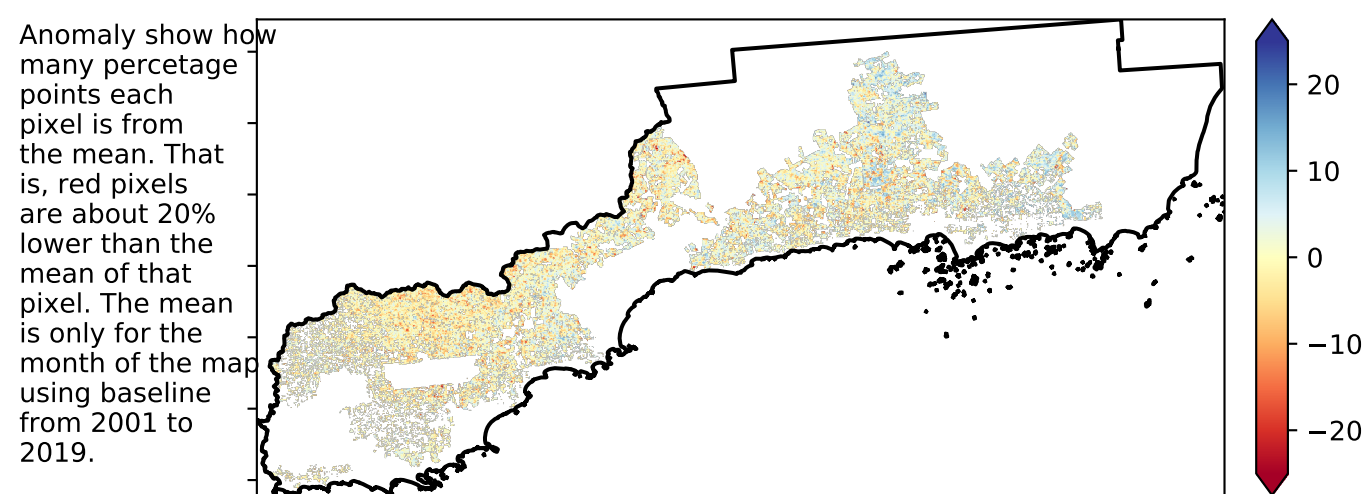 Anomaly show how
many percetage
points each
pixel is from
the mean. That
is, red pixels
are about 20%
lower than the
mean of that
pixel. The mean
is only for the
month of the map
using baseline
from 2001 to
2019.
20
10
0
−10
−20